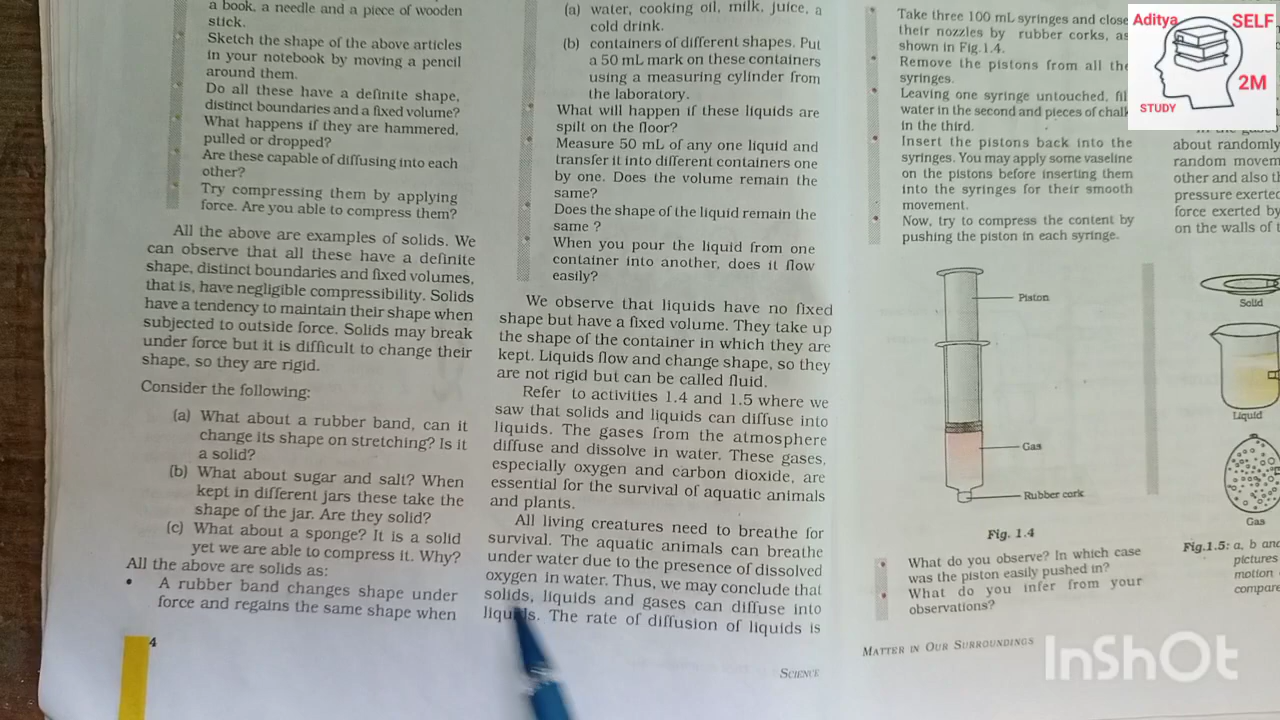 a book, a needle and a piece of wooden
stick.
Sketch the shape of the above articles
in your notebook by moving a pencil
around them.
Do all these have a definite shape,
distinct boundaries and a fixed volume?
What happens if they are hammered,
pulled or dropped?
Are these capable of diffusing into each
other?
Try compressing them by applying
force. Are you able to compress them?
All the above are examples of solids. We
can observe that all these have a definite
shape, distinct boundaries and fixed volumes,
that is, have negligible compressibility. Solids
have a tendency to maintain their shape when
subjected to outside force. Solids may break
under force but it is difficult to change their
shape, so they are rigid.
Consider the following:
(a) What about a rubber band, can it
change its shape on stretching? Is it
a solid?
(b) What about sugar and salt? When
kept in different jars these take the
shape of the jar. Are they solid?
(c) What about a sponge? It is a solid
yet we are able to compress it. Why?
All the above are solids as:
• A rubber band changes shape under
force and regains the same shape when
4
(a) water, cooking oil, milk, juice, a
cold drink.
(b) containers of different shapes. Put
a 50 mL mark on these containers
using a measuring cylinder from
the laboratory.
What will happen if these liquids are
spilt on the floor?
Measure 50 mL of any one liquid and
transfer it into different containers one
by one. Does the volume remain the
same?
Does the shape of the liquid remain the
same ?
When you pour the liquid from one
container into another, does it flow
easily?
We observe that liquids have no fixed
shape but have a fixed volume. They take up
the shape of the container in which they are
kept. Liquids flow and change shape, so they
are not rigid but can be called fluid.
Refer to activities 1.4 and 1.5 where we
saw that solids and liquids can diffuse into
liquids. The gases from the atmosphere
diffuse and dissolve in water. These gases,
especially oxygen and carbon dioxide, are
essential for the survival of aquatic animals
and plants.
All living creatures need to breathe for
survival. The aquatic animals can breathe
under water due to the presence of dissolved
oxygen in water. Thus, we may conclude that
solids, liquids and gases can diffuse into
liquids. The rate of diffusion of liquids is
SCIENCE
Take three 100 mL syringes and close
their nozzles by rubber corks, as
shown in Fig.1.4.
Remove the pistons from all the
syringes.
Leaving one syringe untouched, fil
water in the second and pieces of chalk
in the third.
Insert the pistons back into the
syringes. You may apply some vaseline
on the pistons before inserting them
into the syringes for their smooth
movement.
Now, try to compress the content by
pushing the piston in each syringe.
Piston
Gas
Rubber cork
Fig. 1.4
What do you observe? In which case
was the piston easily pushed in?
What do you infer from your
observations?
MATTER IN OUR SURROUNDINGS
Aditya SELF
2M
STUDY
about randomly
random movem
other and also th
pressure exerted
force exerted by
on the walls of t
Solid
Liquid
Gas
Fig.1.5: a, b and
pictures
motion
compare
InShOt